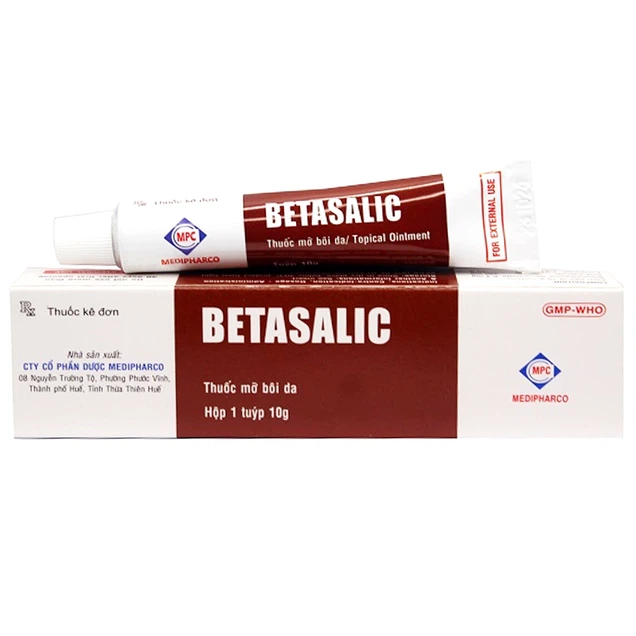 Rx Thuốc kê đơn
MPC
MEDIPHARCO
BETASALIC
Thuốc mỡ bôi da/ Topical Ointment
FOR EXTERNAL USE
Rx Thuốc kê đơn
Nhà sản xuất:
CTY CỔ PHẦN DƯỢC MEDIPHARCO
08 Nguyễn Trường Tộ, Phường Phước Vĩnh,
Thành phố Huế, Tỉnh Thừa Thiên Huế
BETASALIC
Thuốc mỡ bôi da
Hộp 1 tuýp 10g
GMP-WHO
MPC
MEDIPHARCO